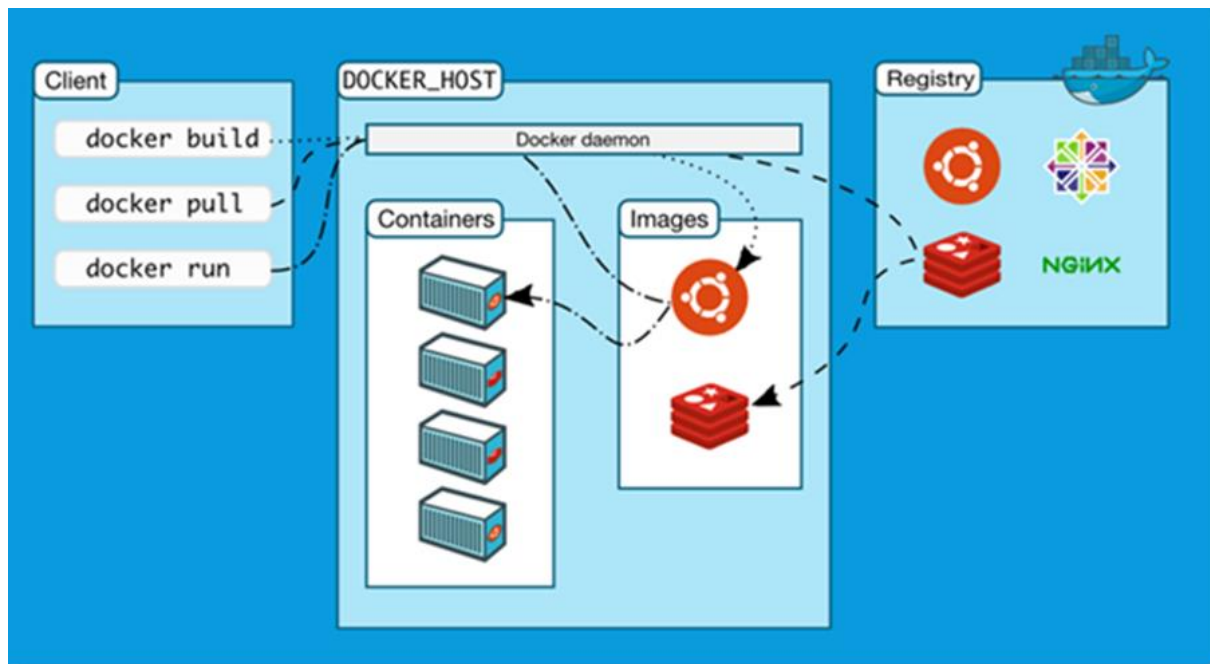 Client
docker build
docker pull
docker run
DOCKER_HOST
Docker daemon
Containers
Images
Registry
NGiNX